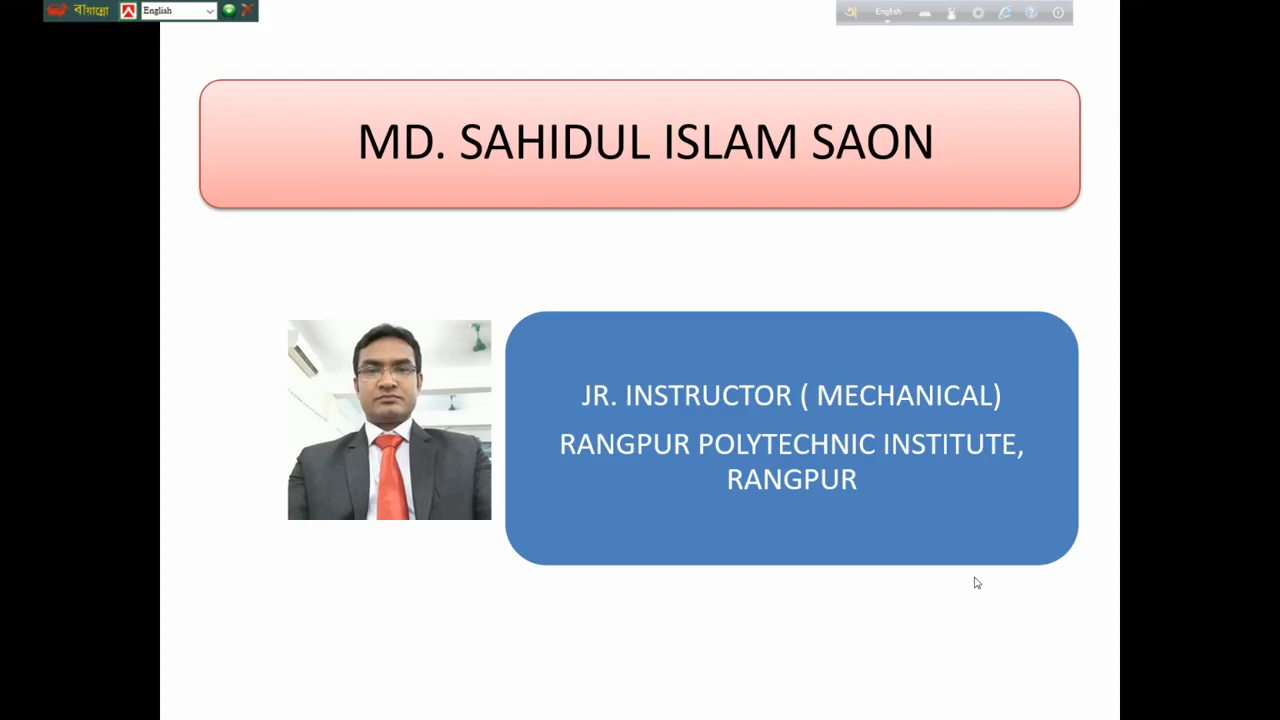 বায়ান্নো English
English
MD. SAHIDUL ISLAM SAON
JR. INSTRUCTOR ( MECHANICAL)
RANGPUR POLYTECHNIC INSTITUTE,
RANGPUR